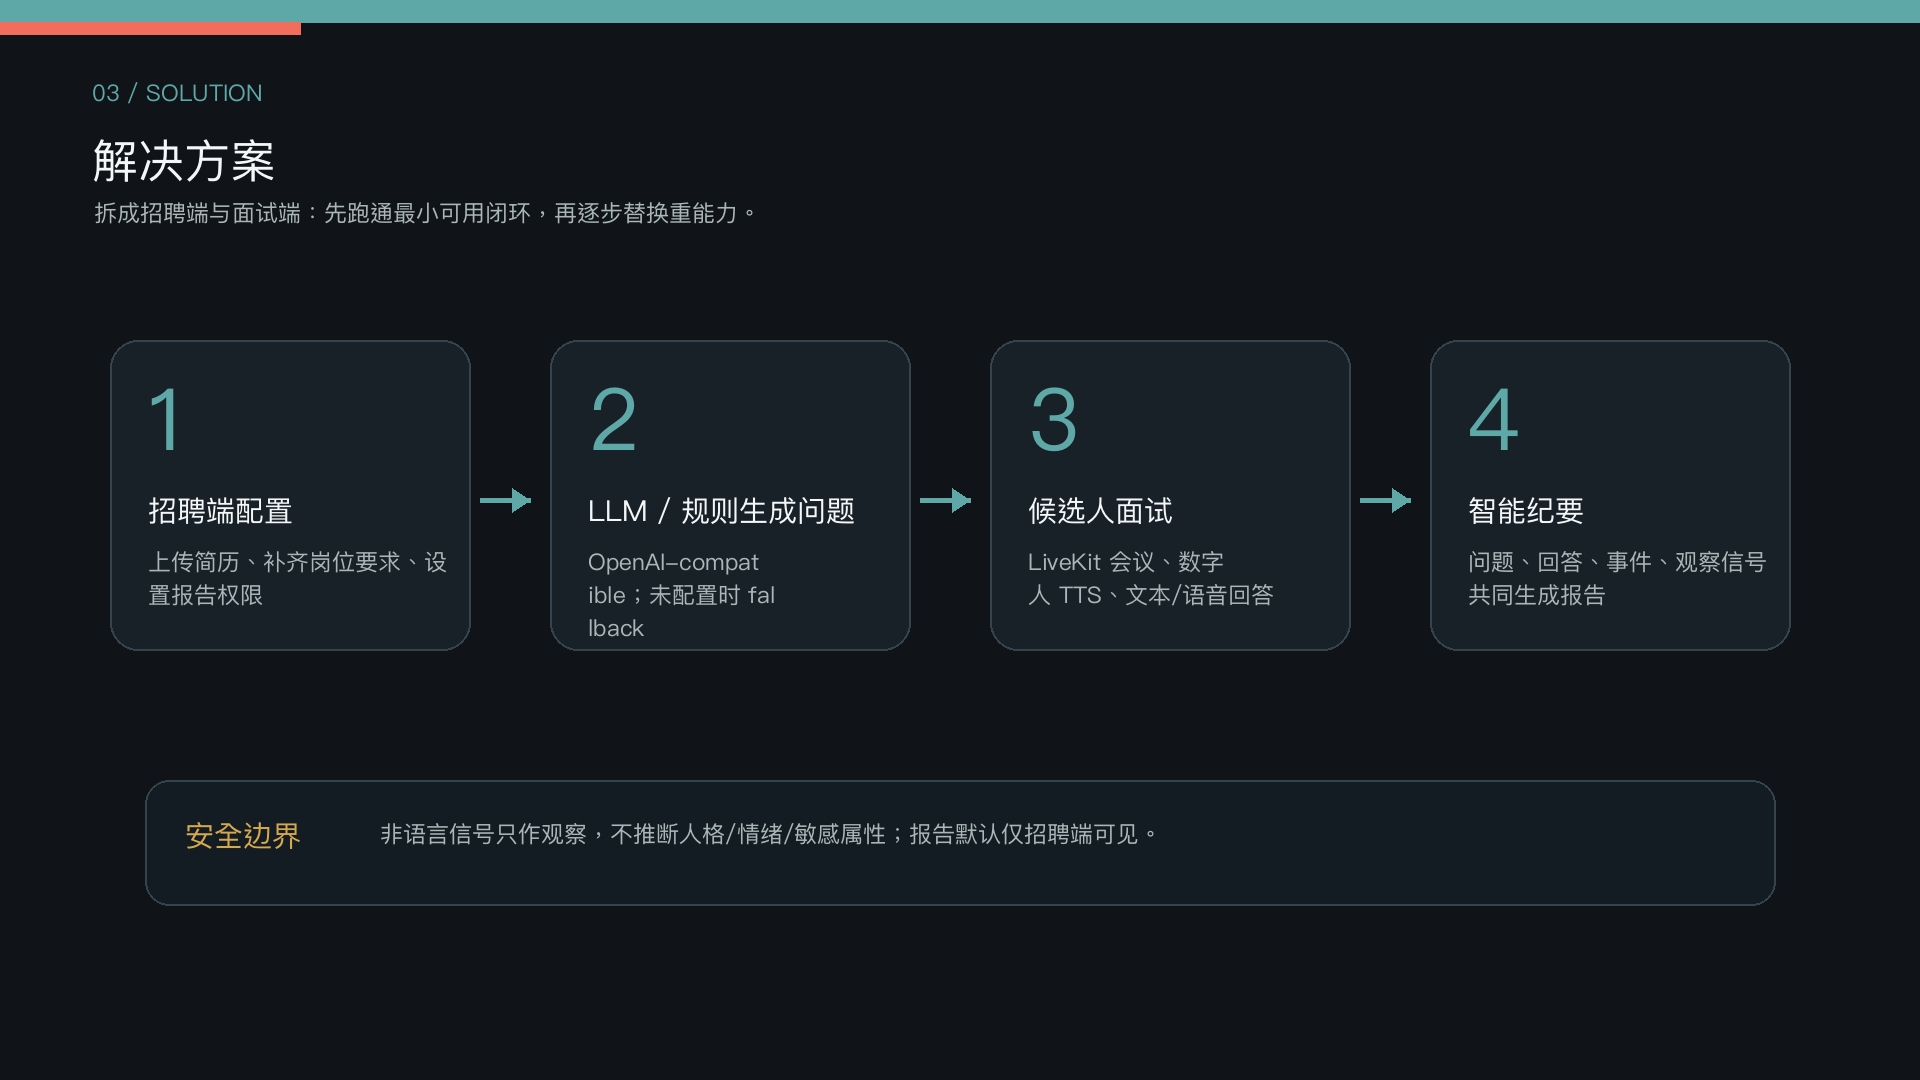 03 / SOLUTION
解决方案
拆成招聘端与面试端：先跑通最小可用闭环，再逐步替换重能力。
1
招聘端配置
上传简历、补齐岗位要求、设
置报告权限
2
LLM / 规则生成问题
OpenAI-compat
ible；未配置时 fal
lback
3
候选人面试
LiveKit 会议、数字
人 TTS、文本/语音回答
4
智能纪要
问题、回答、事件、观察信号
共同生成报告
安全边界
非语言信号只作观察，不推断人格/情绪/敏感属性；报告默认仅招聘端可见。